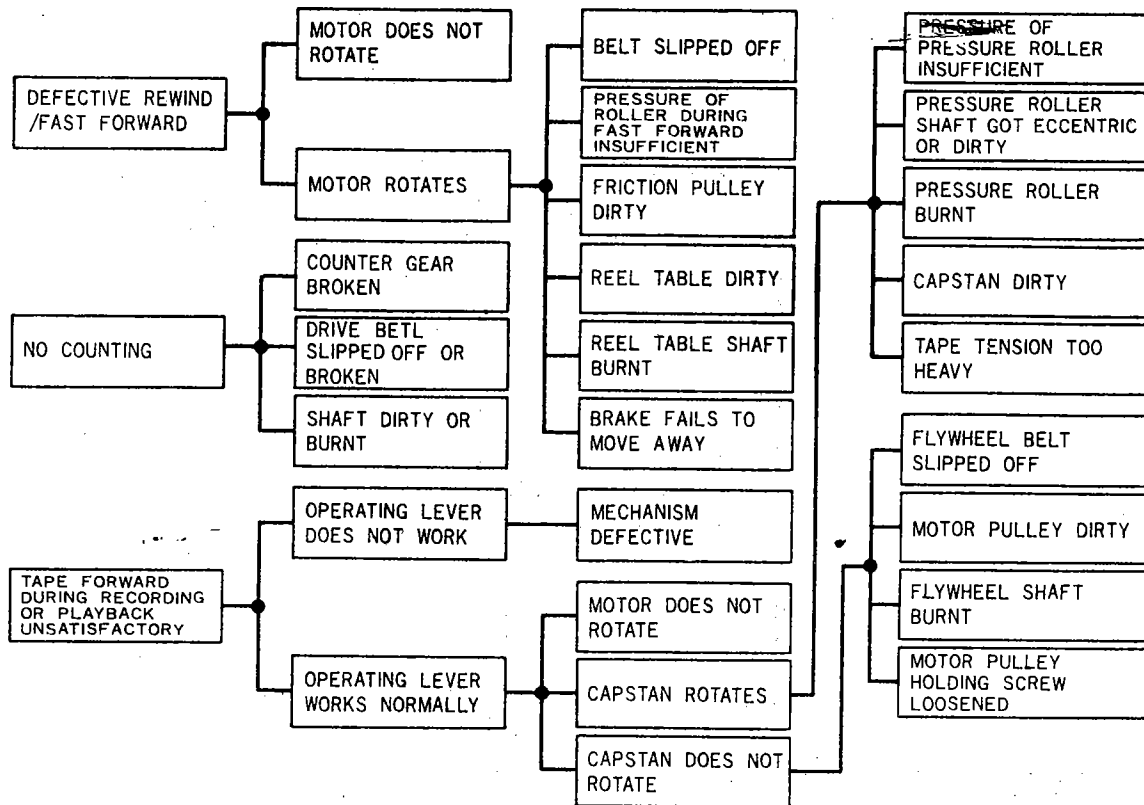 DEFECTIVE REWIND
/FAST FORWARD
MOTOR DOES NOT
ROTATE
MOTOR ROTATES
BELT SLIPPED OFF
PRESSURE OF
ROLLER DURING
FAST FORWARD
INSUFFICIENT
FRICTION PULLEY
DIRTY
REEL TABLE DIRTY
REEL TABLE SHAFT
BURNT
BRAKE FAILS TO
MOVE AWAY
NO COUNTING
COUNTER GEAR
BROKEN
DRIVE BETL
SLIPPED OFF OR
BROKEN
SHAFT DIRTY OR
BURNT
TAPE FORWARD
DURING RECORDING
OR PLAYBACK
UNSATISFACTORY
OPERATING LEVER
DOES NOT WORK
MECHANISM
DEFECTIVE
OPERATING LEVER
WORKS NORMALLY
MOTOR DOES NOT
ROTATE
CAPSTAN ROTATES
CAPSTAN DOES NOT
ROTATE
PRESSURE OF
PRESSURE ROLLER
INSUFFICIENT
PRESSURE ROLLER
SHAFT GOT ECCENTRIC
OR DIRTY
PRESSURE ROLLER
BURNT
CAPSTAN DIRTY
TAPE TENSION TOO
HEAVY
FLYWHEEL BELT
SLIPPED OFF
MOTOR PULLEY DIRTY
FLYWHEEL SHAFT
BURNT
MOTOR PULLEY
HOLDING SCREW
LOOSENED